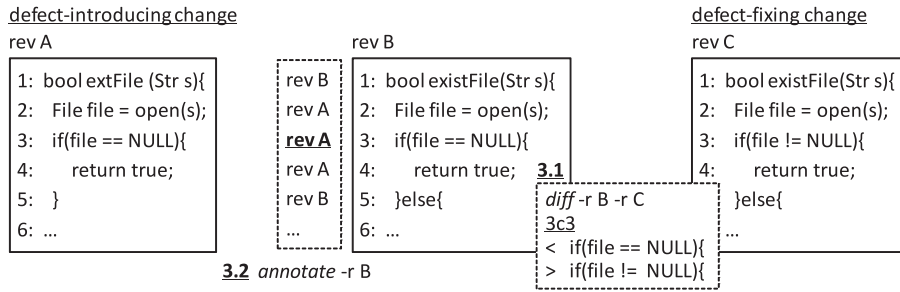 defect-introducing change
rev A
1: bool extFile (Str s){
2: File file = open(s);
3: if(file == NULL){
4: return true;
5: }
6: ...
rev B
rev A
rev A
rev A
rev B
...
3.2 annotate -r B
rev B
1: bool existFile(Str s){
2: File file = open(s);
3: if(file == NULL){
4: return true;
5: }else{
6: ...
3.1
diff -r B -r C
3c3
< if(file == NULL){
> if(file != NULL){
defect-fixing change
rev C
1: bool existFile(Str s){
2: File file = open(s);
3: if(file != NULL){
4: return true;
}else{
...